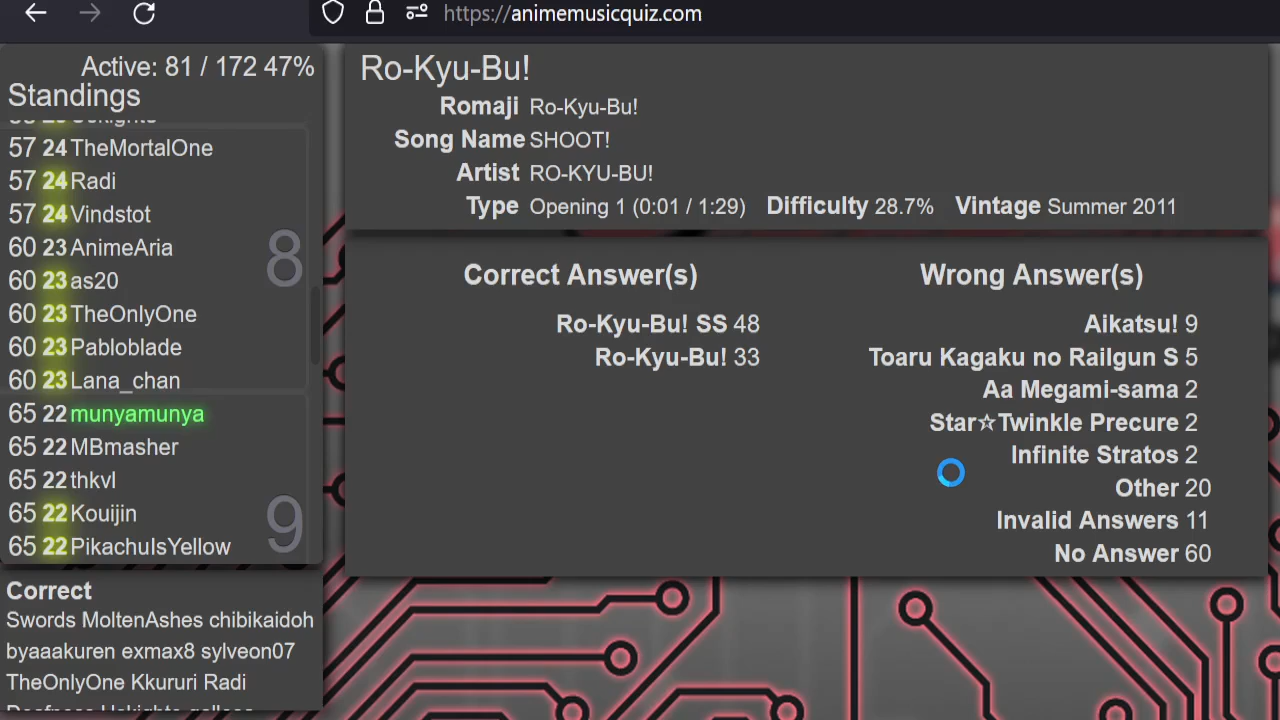 https://animemusicquiz.com
Active: 81 / 172 47%
Standings
57 24 TheMortalOne
57 24 Radi
57 24 Vindstot
60 23 AnimeAria
60 23 as20
60 23 TheOnlyOne
60 23 Pabloblade
60 23 Lana_chan
8
65 22 munyamunya
65 22 MBmasher
65 22 thkvl
65 22 Kouijin
65 22 PikachuIsYellow
9
Correct
Swords MoltenAshes chibikaidoh
byaaakuren exmax8 sylveon07
TheOnlyOne Kkururi Radi
Ro-Kyu-Bu!
Romaji Ro-Kyu-Bu!
Song Name SHOOT!
Artist RO-KYU-BU!
Type Opening 1 (0:01 / 1:29) Difficulty 28.7% Vintage Summer 2011
Correct Answer(s)
Ro-Kyu-Bu! SS 48
Ro-Kyu-Bu! 33
Wrong Answer(s)
Aikatsu! 9
Toaru Kagaku no Railgun S 5
Aa Megami-sama 2
Star☆Twinkle Precure 2
Infinite Stratos 2
Other 20
Invalid Answers 11
No Answer 60